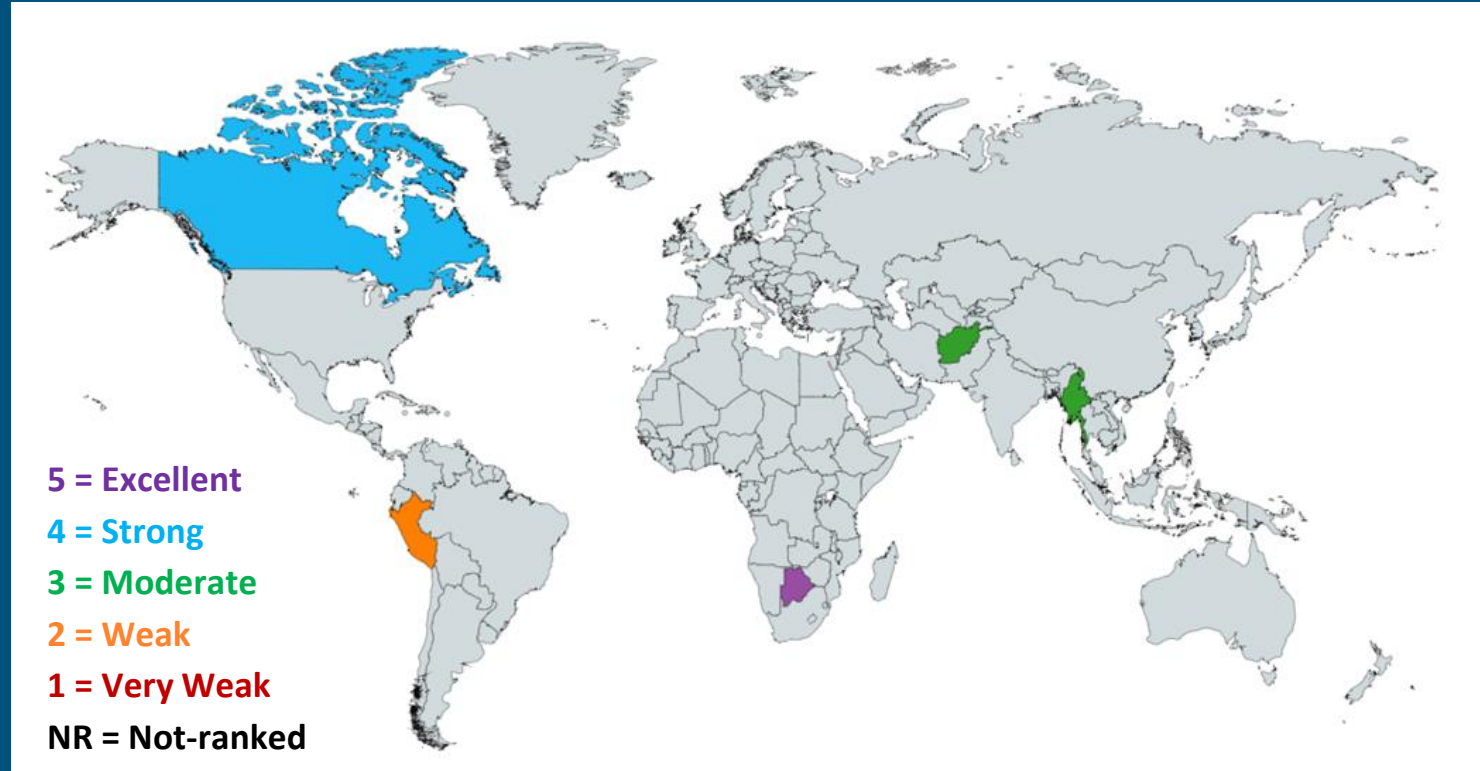 5 = Excellent
4 = Strong
3 = Moderate
2 = Weak
1 = Very Weak
NR = Not-ranked